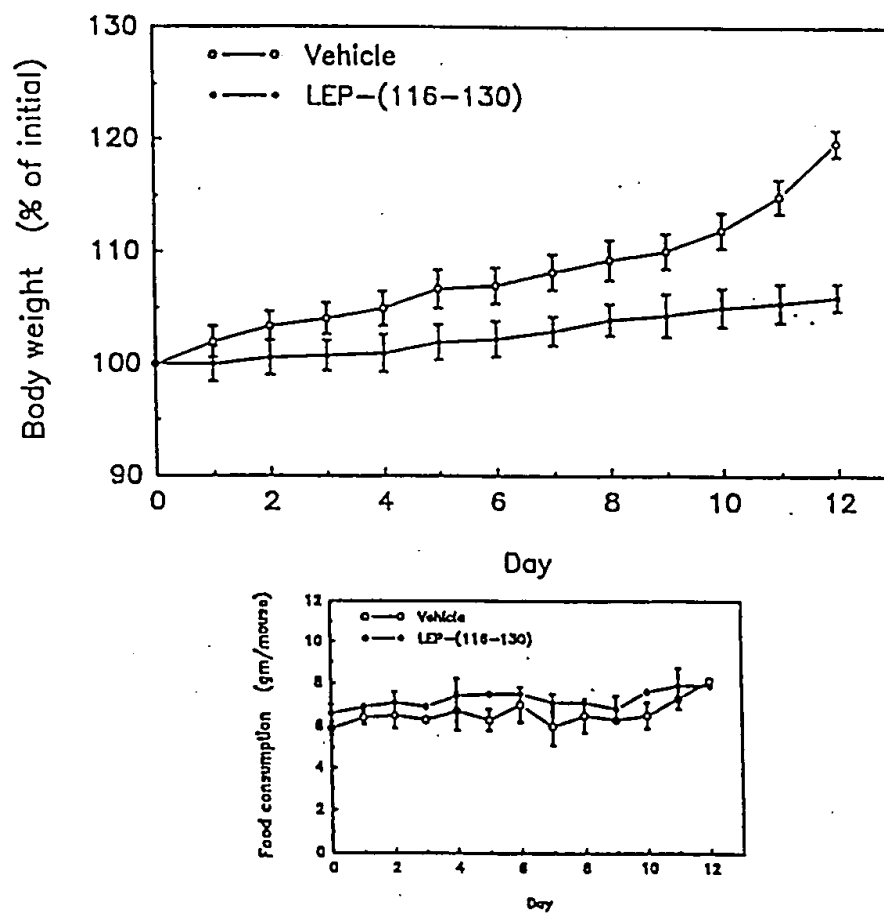 130
120
110
100
90
Body weight (% of initial)
Vehicle
LEP-(116-130)
0 2 4 6 8 10 12
Day
12
10
8
6
4
2
0
Food consumption (gm/mouse)
Vehicle
LEP-(116-130)
0 2 4 6 8 10 12
Day